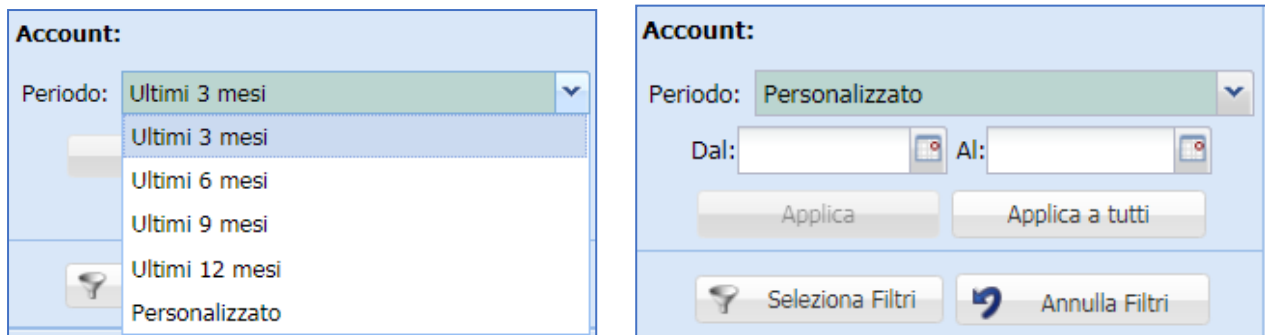 Account:
Periodo: Ultimi 3 mesi
Ultimi 3 mesi
Ultimi 6 mesi
Ultimi 9 mesi
Ultimi 12 mesi
Personalizzato
Account:
Periodo: Personalizzato
Dal: Al:
Applica Applica a tutti
Seleziona Filtri Annulla Filtri